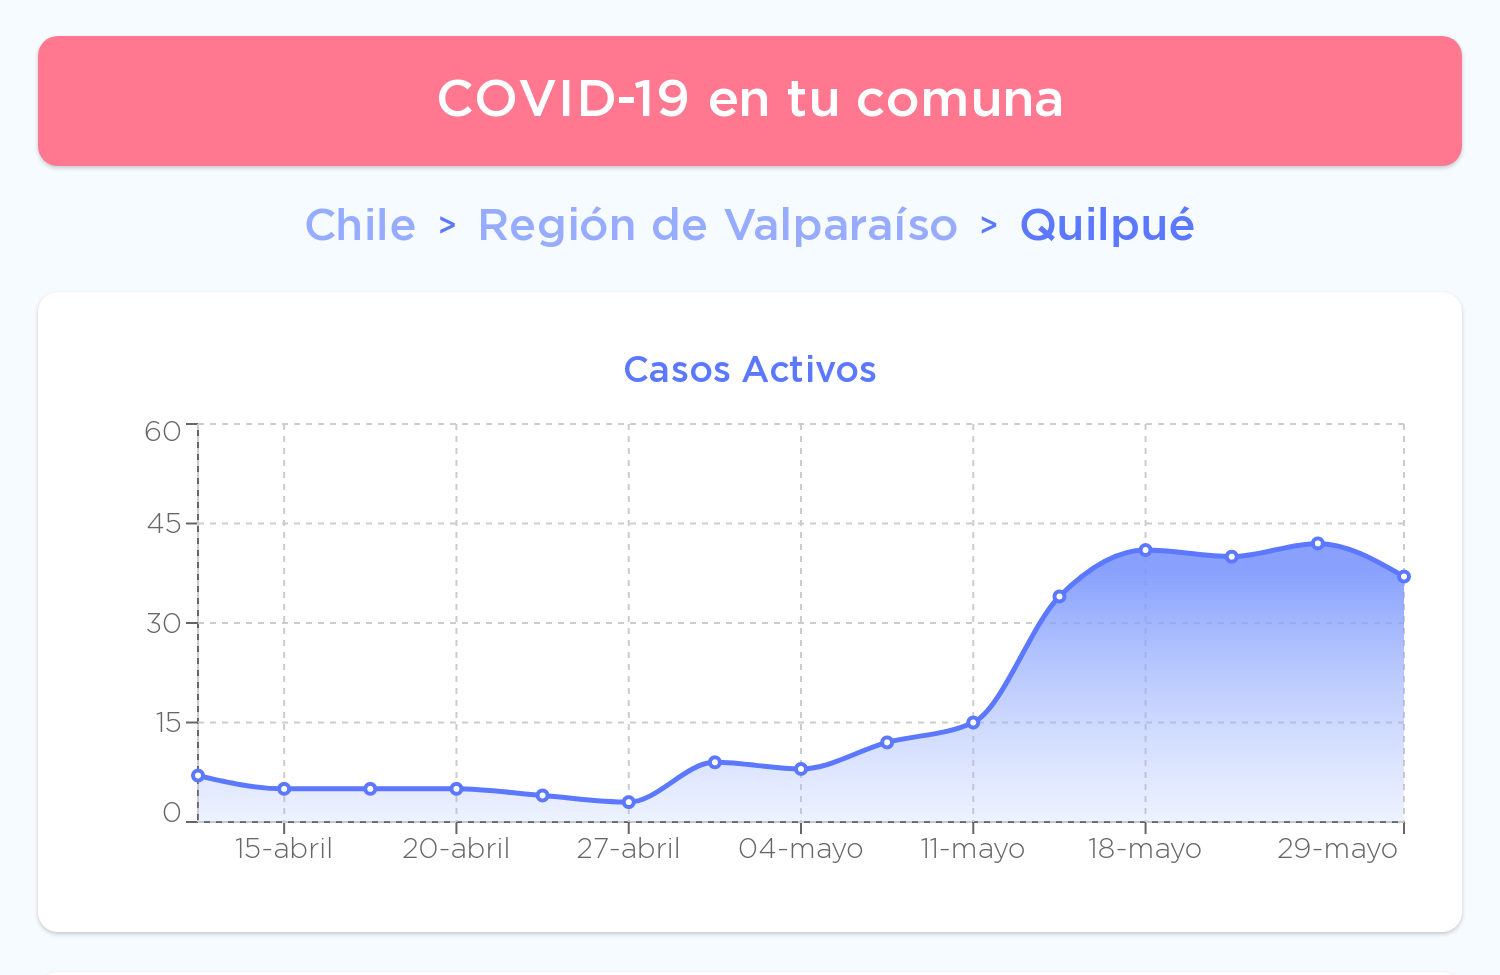 COVID-19 en tu comuna
Chile > Región de Valparaíso > Quilpué
Casos Activos
60
45
30
15
0
15-abril 20-abril 27-abril 04-mayo 11-mayo 18-mayo 29-mayo